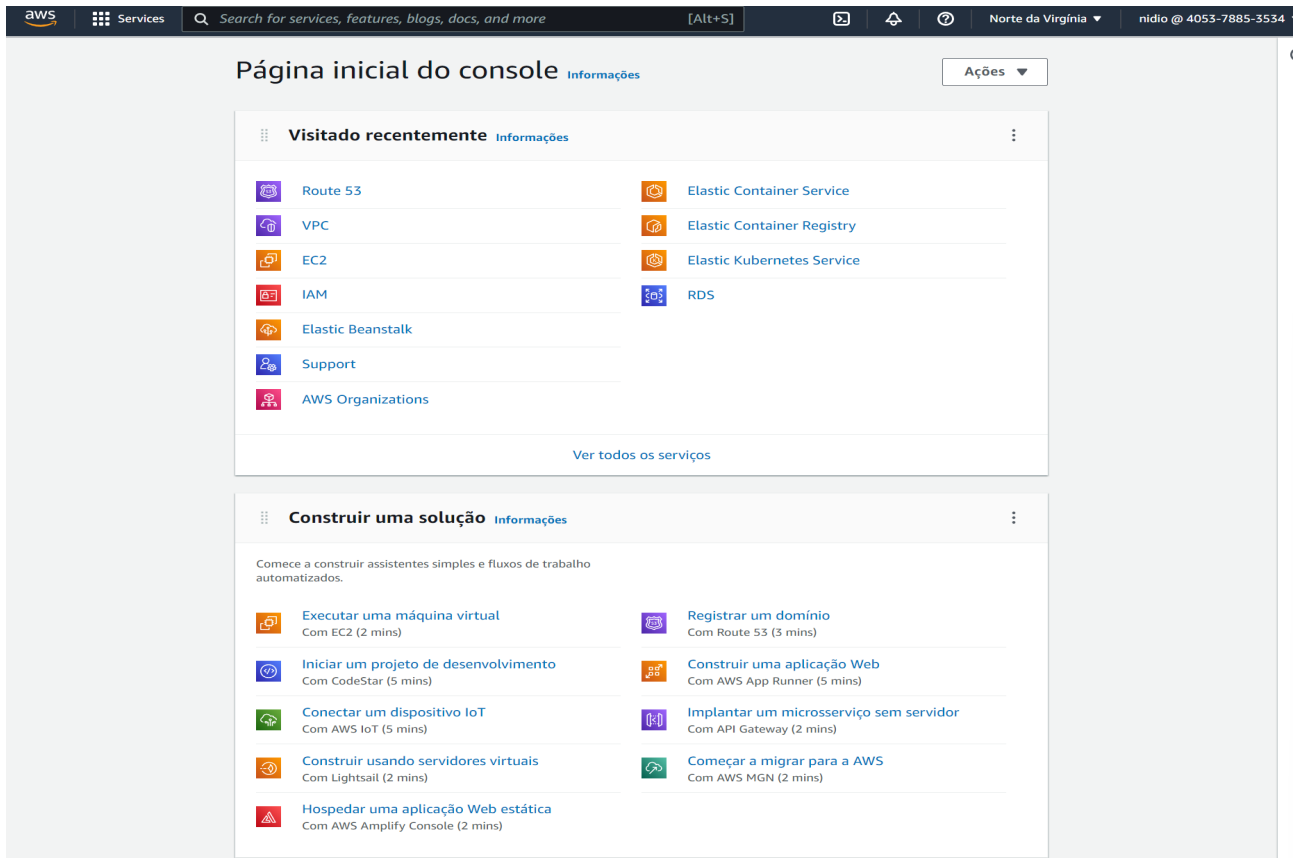 aws Services Search for services, features, blogs, docs, and more [Alt+S] Norte da Virgínia nidio @ 4053-7885-3534
Página inicial do console Informações Ações
Visitado recentemente Informações
Route 53
VPC
EC2
IAM
Elastic Beanstalk
Support
AWS Organizations
Elastic Container Service
Elastic Container Registry
Elastic Kubernetes Service
RDS
Ver todos os serviços
Construir uma solução Informações
Comece a construir assistentes simples e fluxos de trabalho
automatizados.
Executar uma máquina virtual
Com EC2 (2 mins)
Iniciar um projeto de desenvolvimento
Com CodeStar (5 mins)
Conectar um dispositivo IoT
Com AWS IoT (5 mins)
Construir usando servidores virtuais
Com Lightsail (2 mins)
Hospedar uma aplicação Web estática
Com AWS Amplify Console (2 mins)
Registrar um domínio
Com Route 53 (3 mins)
Construir uma aplicação Web
Com AWS App Runner (5 mins)
Implantar um microsserviço sem servidor
Com API Gateway (2 mins)
Começar a migrar para a AWS
Com AWS MGN (2 mins)